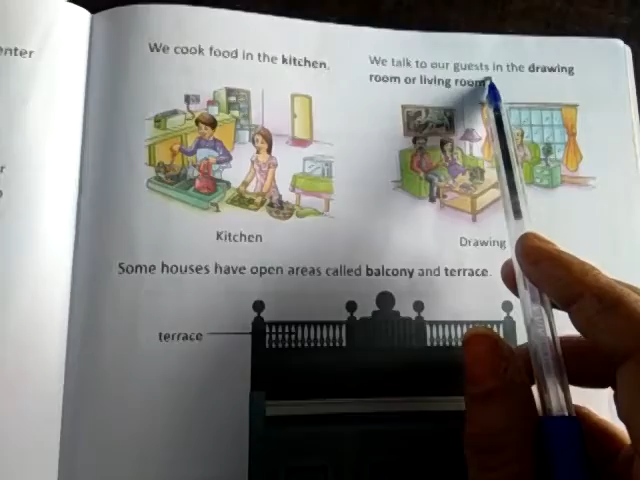 enter
We cook food in the kitchen.
We talk to our guests in the drawing
room or living room
Kitchen
Drawing
Some houses have open areas called balcony and terrace.
terrace